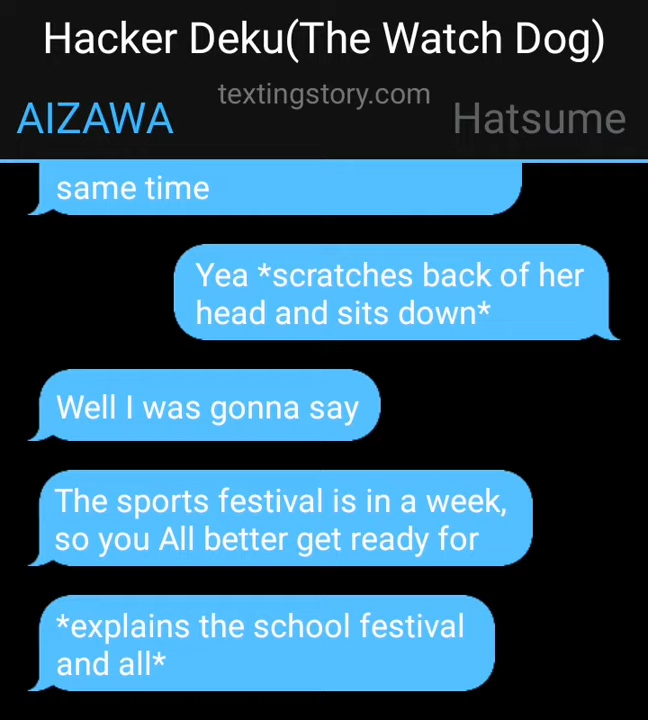 Hacker Deku(The Watch Dog)
textingstory.com
AIZAWA
Hatsume
same time
Yea *scratches back of her
head and sits down*
Well I was gonna say
The sports festival is in a week,
so you All better get ready for
*explains the school festival
and all*